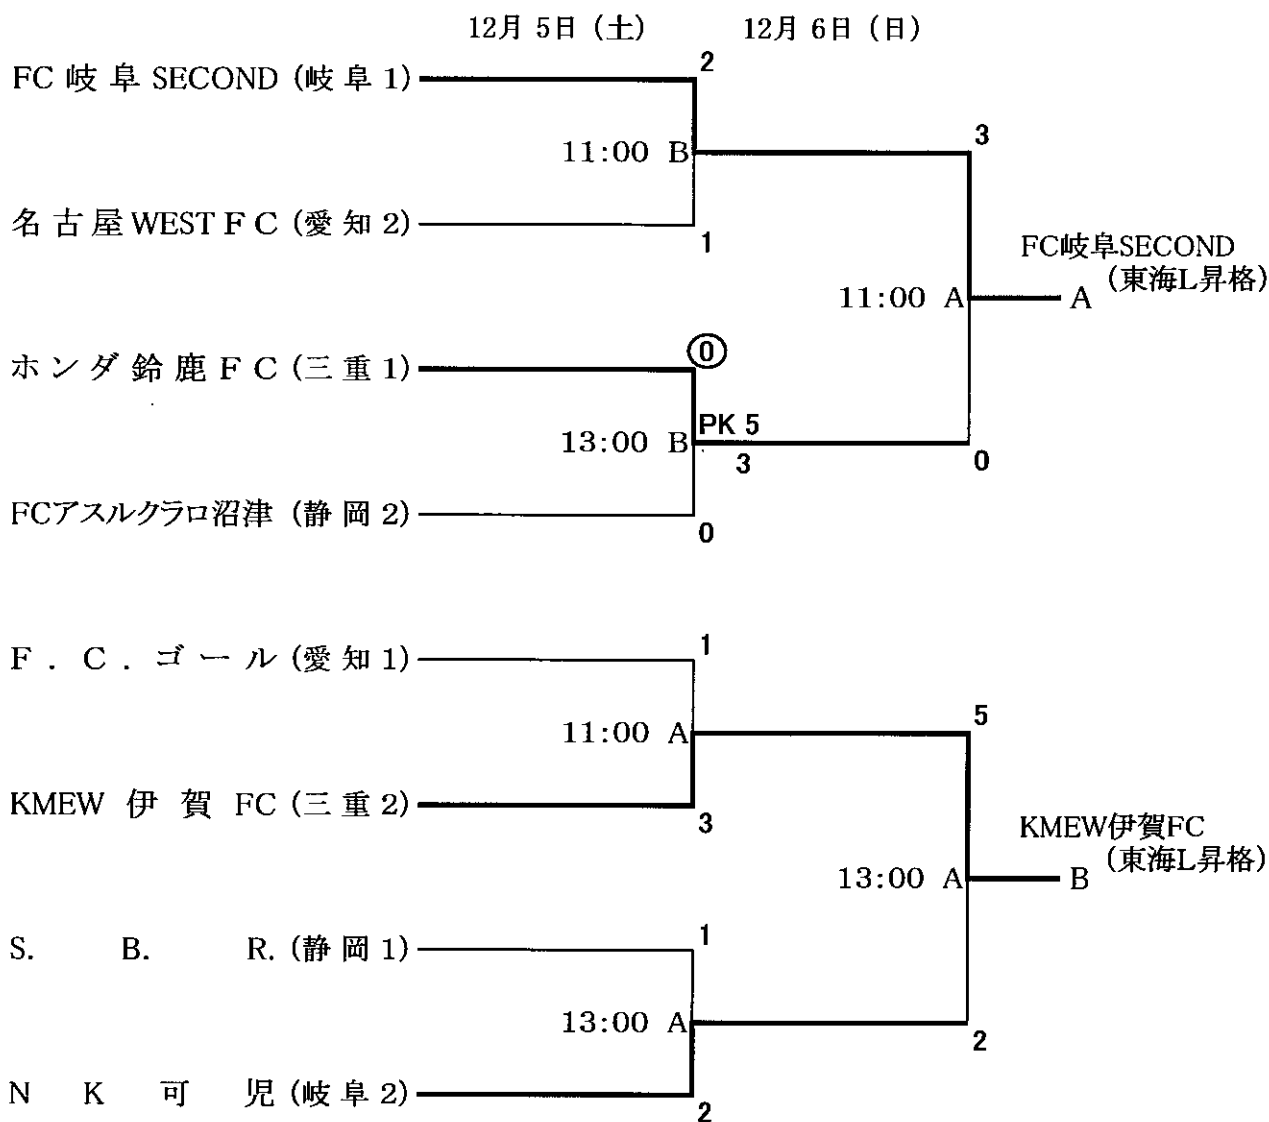 12月 5日 (土) 12月 6日 (日)
2
FC 岐 阜 SECOND (岐 阜 1)
3
11:00 B
名 古 屋 WEST F C (愛 知 2)
1
FC岐阜SECOND
(東海L昇格)
11:00 A
A
0
ホ ン ダ 鈴 鹿 F C (三 重 1)
PK 5
13:00 B
3
0
FCアスルクラロ沼津 (静 岡 2)
0
F . C . ゴ ー ル (愛 知 1)
1
5
11:00 A
KMEW 伊 賀 FC (三 重 2)
3
KMEW伊賀FC
(東海L昇格)
13:00 A
B
S. B. R. (静 岡 1)
1
13:00 A
2
N K 可 児 (岐 阜 2)
2